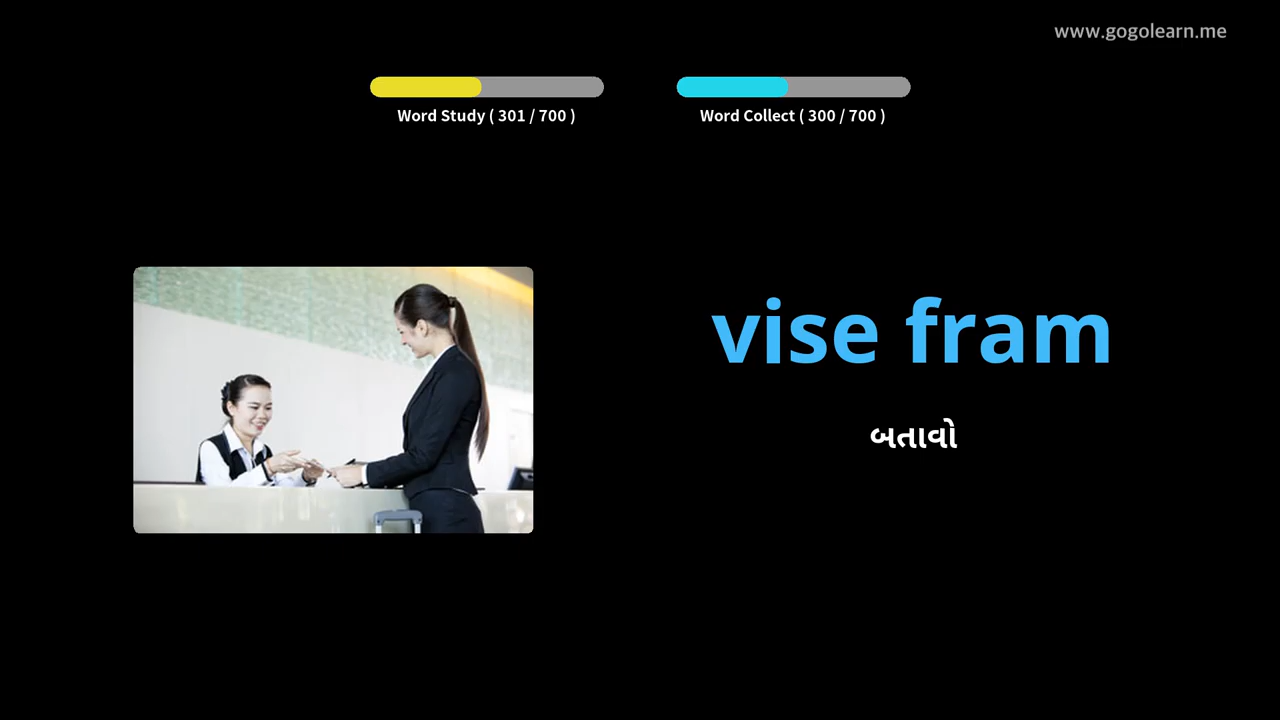 www.gogolearn.me
Word Study ( 301 / 700 )
Word Collect ( 300 / 700 )
vise fram
બતાવો